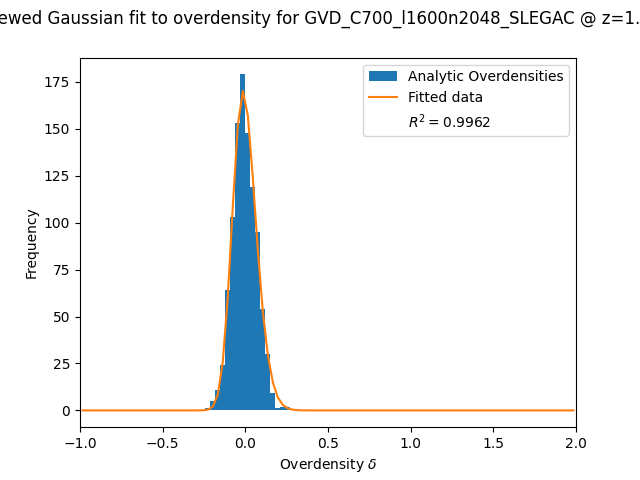 ewed Gaussian fit to overdensity for GVD_C700_l1600n2048_SLEGAC @ z=1.
Analytic Overdensities
Fitted data
R² = 0.9962
Frequency
175
150
125
100
75
50
25
0
−1.0 −0.5 0.0 0.5 1.0 1.5 2.0
Overdensity δ